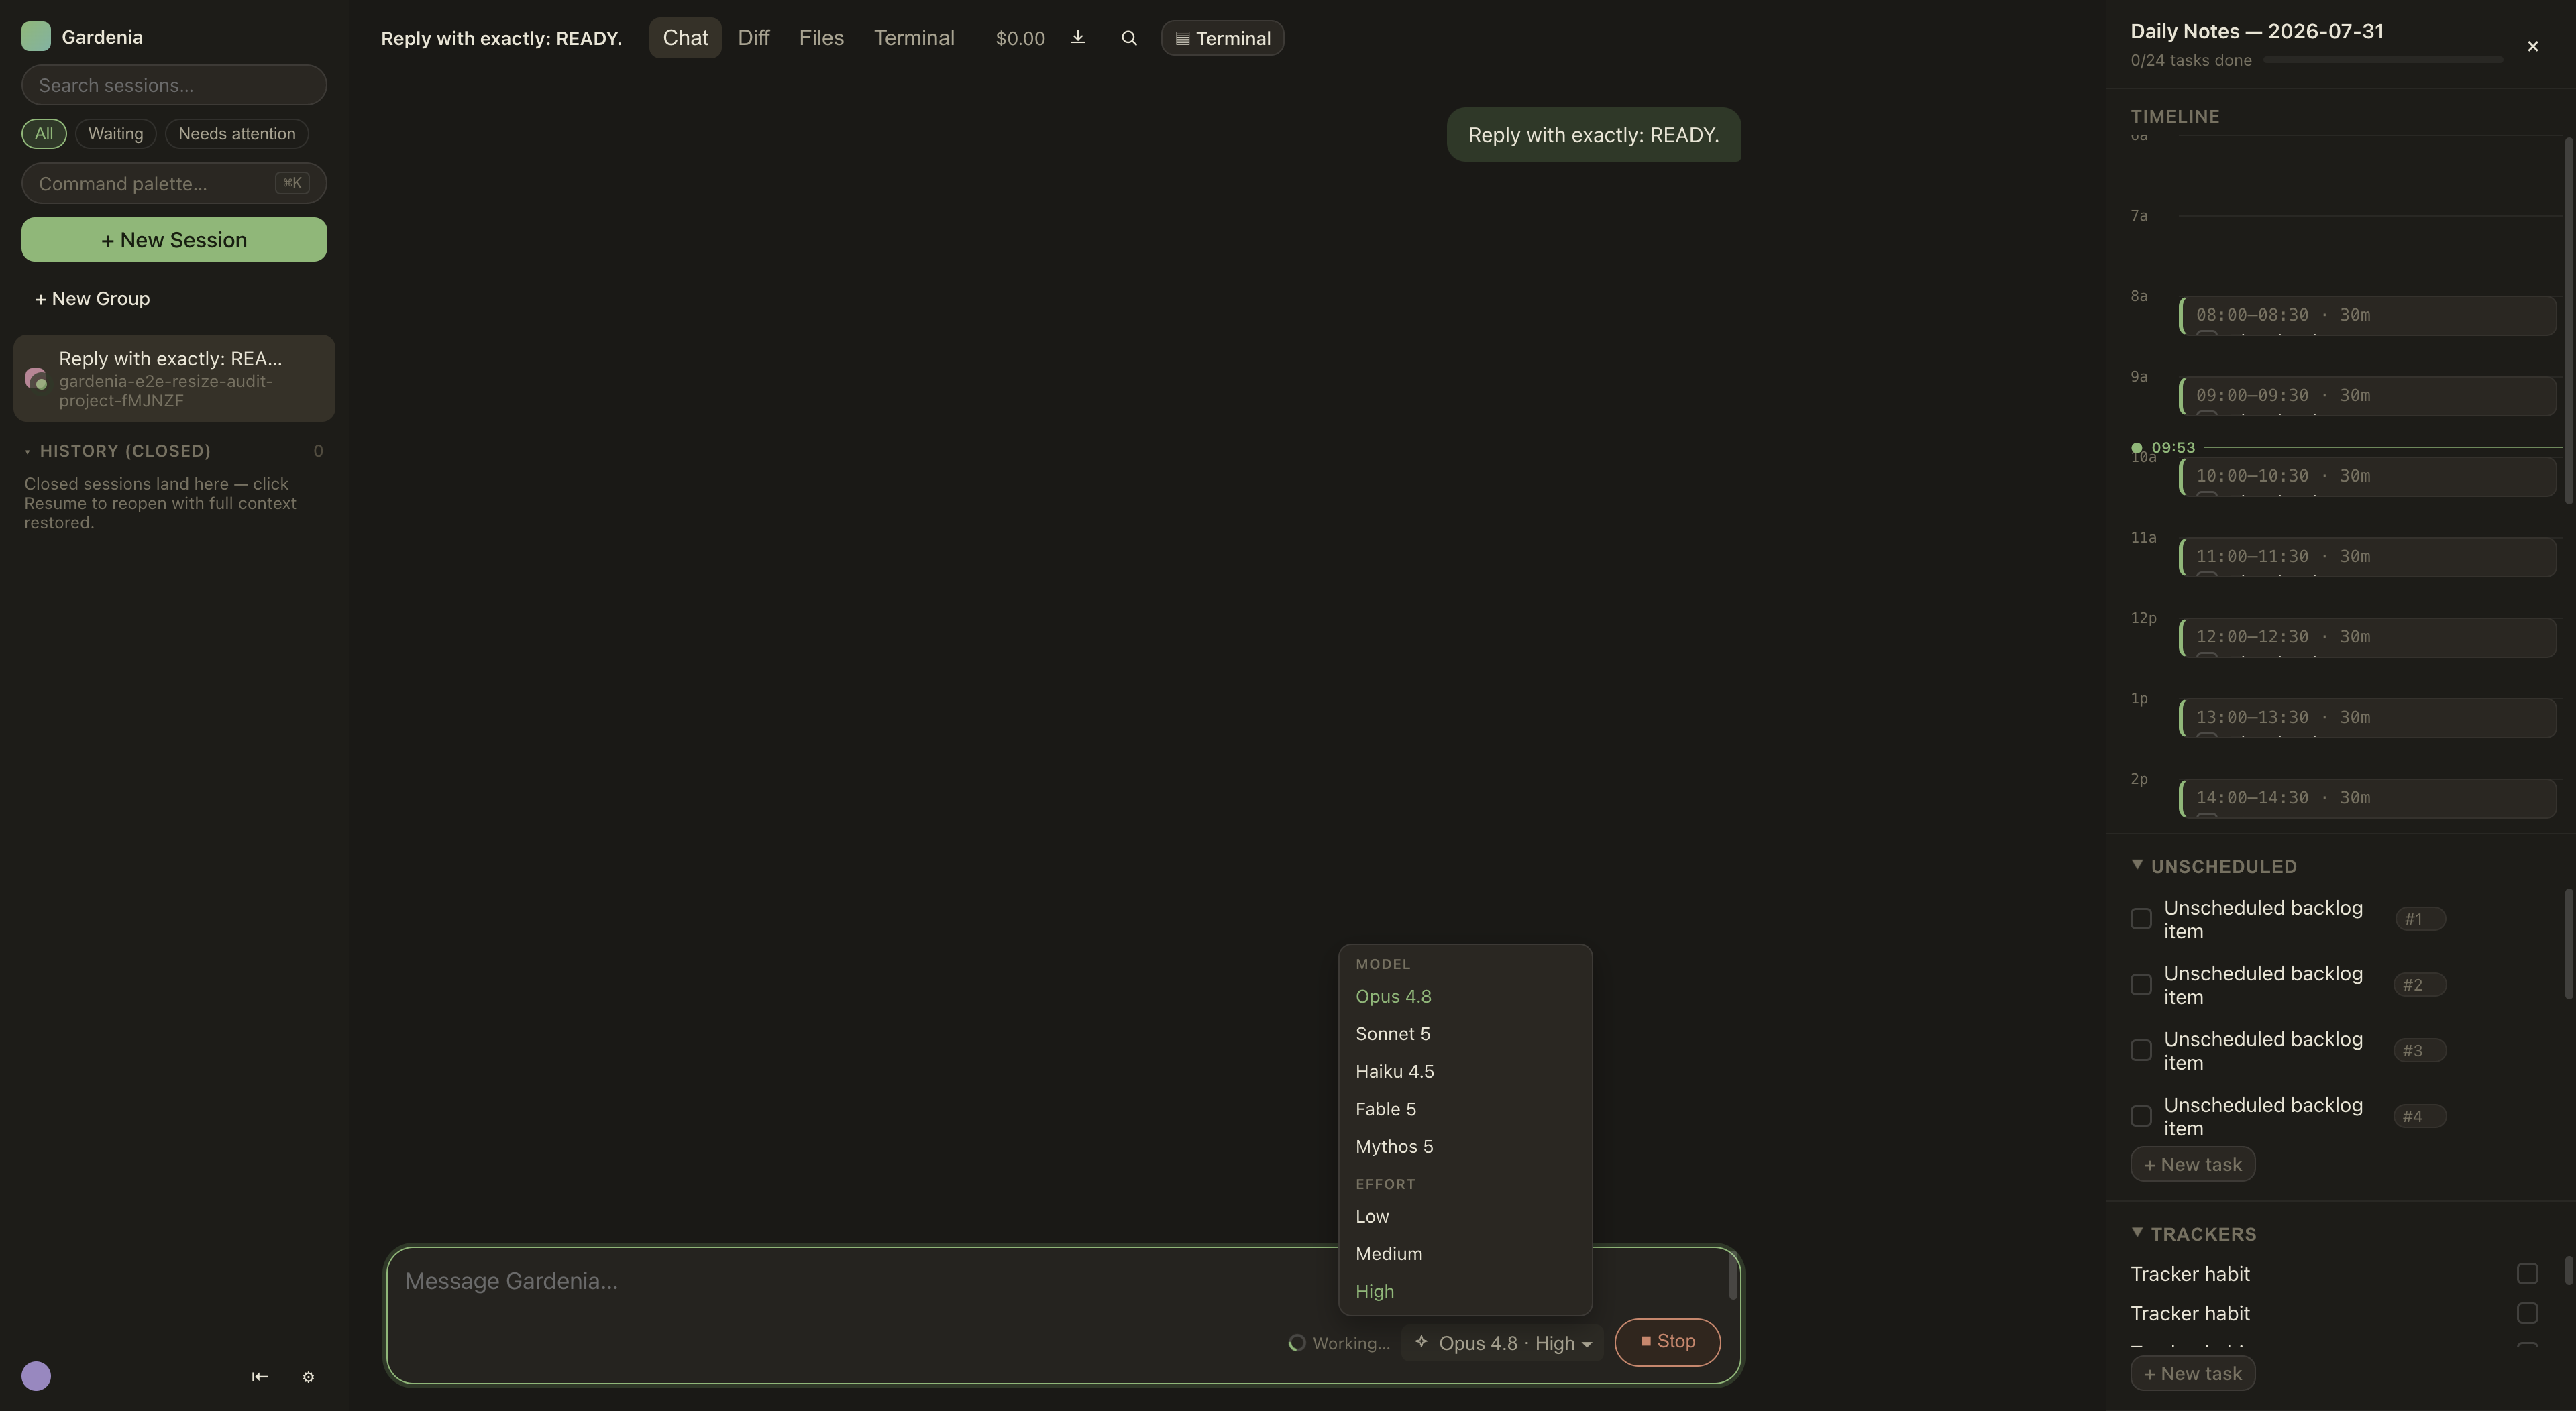 Gardenia
Search sessions...
All
Waiting
Needs attention
Command palette...
⌘K
+ New Session
+ New Group
Reply with exactly: REA...
gardenia-e2e-resize-audit-
project-fMJNZF
HISTORY (CLOSED)
0
Closed sessions land here — click
Resume to reopen with full context
restored.
Reply with exactly: READY.
Chat
Diff
Files
Terminal
$0.00
Terminal
Reply with exactly: READY.
MODEL
Opus 4.8
Sonnet 5
Haiku 4.5
Fable 5
Mythos 5
EFFORT
Low
Medium
High
Message Gardenia...
Working...
Opus 4.8 · High
Stop
Daily Notes — 2026-07-31
0/24 tasks done
TIMELINE
6a
7a
8a
08:00–08:30 · 30m
9a
09:00–09:30 · 30m
09:53
10a
10:00–10:30 · 30m
11a
11:00–11:30 · 30m
12p
12:00–12:30 · 30m
1p
13:00–13:30 · 30m
2p
14:00–14:30 · 30m
UNSCHEDULED
Unscheduled backlog
item
#1
Unscheduled backlog
item
#2
Unscheduled backlog
item
#3
Unscheduled backlog
item
#4
+ New task
TRACKERS
Tracker habit
Tracker habit
+ New task